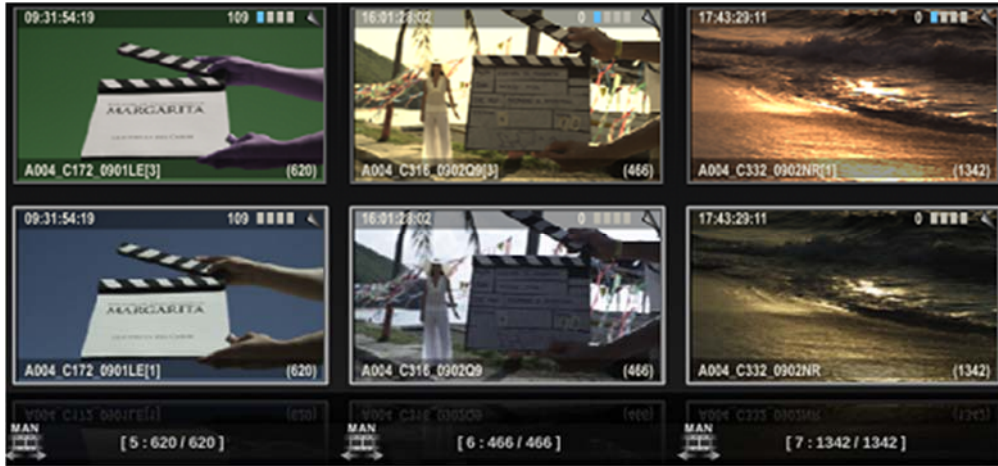 09:31:54:19 109
MARGARITA
A004_C172_0901LE[3] (620)
16:01:28:02 0
A004_C316_0902Q9[3] (466)
17:43:29:11 0
A004_C332_0902NR[1] (1342)
09:31:54:19 109
MARGARITA
A004_C172_0901LE[1] (620)
16:01:28:02 0
A004_C316_0902Q9 (466)
17:43:29:11 0
A004_C332_0902NR (1342)
MAN [ 5 : 620 / 620 ]
MAN [ 6 : 466 / 466 ]
MAN [ 7 : 1342 / 1342 ]